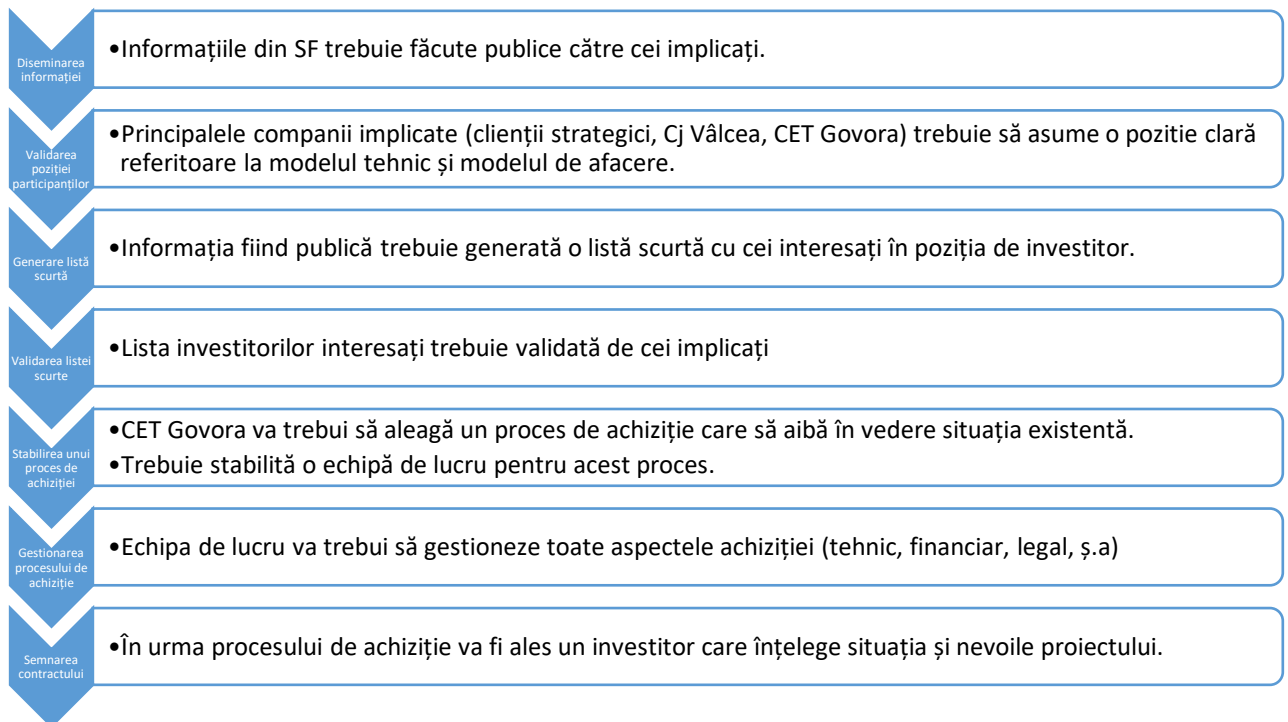 Diseminarea
informației
•Informațiile din SF trebuie făcute publice către cei implicați.
Validarea
poziției
participanților
•Principalele companii implicate (clienții strategici, Cj Vâlcea, CET Govora) trebuie să asume o pozitie clară
referitoare la modelul tehnic și modelul de afacere.
Generare listă
scurtă
•Informația fiind publică trebuie generată o listă scurtă cu cei interesați în poziția de investitor.
Validarea listei
scurte
•Lista investitorilor interesați trebuie validată de cei implicați
Stabilirea unui
proces de
achiziției
•CET Govora va trebui să aleagă un proces de achiziție care să aibă în vedere situația existentă.
•Trebuie stabilită o echipă de lucru pentru acest proces.
Gestionarea
procesului de
achiziție
•Echipa de lucru va trebui să gestioneze toate aspectele achiziției (tehnic, financiar, legal, ș.a)
Semnarea
contractului
•În urma procesului de achiziție va fi ales un investitor care înțelege situația și nevoile proiectului.